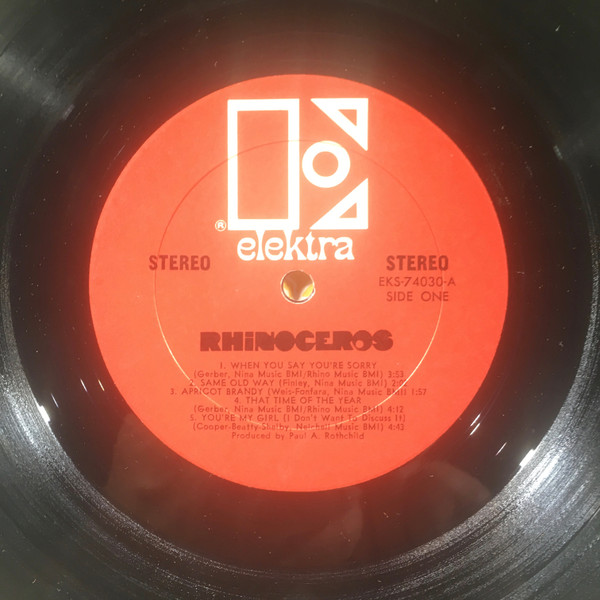 ®
elektra
STEREO
STEREO
EKS-74030-A
SIDE ONE
RHINOCEROS
1. WHEN YOU SAY YOU'RE SORRY
(Gerber, Nina Music BMI/Rhino Music BMI) 3:53
2. SAME OLD WAY (Finley, Nina Music BMI)
3. APRICOT BRANDY (Weis-Fonfara, Nina Music BMI) 1:57
4. THAT TIME OF THE YEAR
(Gerber, Nina Music BMI/Rhino Music BMI) 4:12
5. YOU'RE MY GIRL (I Don't Want To Discuss It)
(Cooper-Beatty-Shelby, Music BMI) 4:42
Produced by Paul A. Rothchild